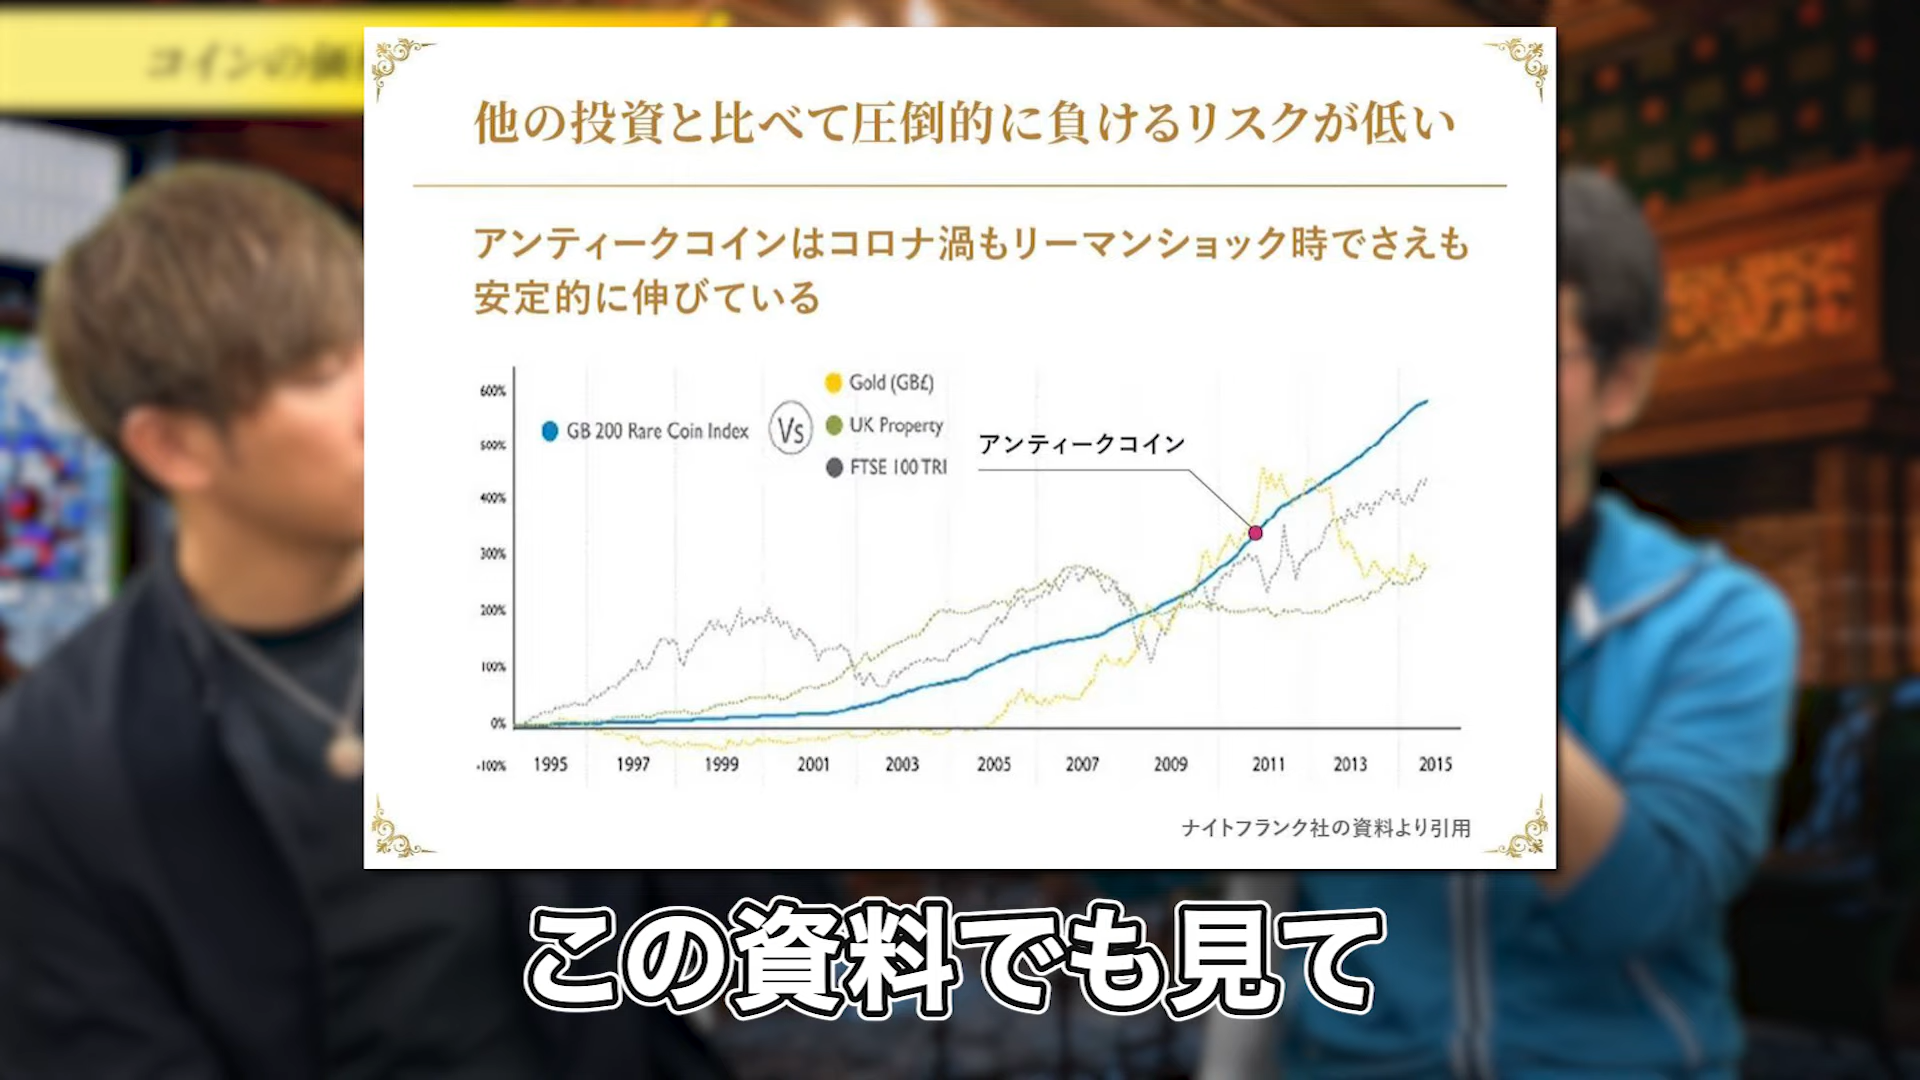 コインの価
他の投資と比べて圧倒的に負けるリスクが低い
アンティークコインはコロナ渦もリーマンショック時でさえも
安定的に伸びている
600%
500%
400%
300%
200%
100%
0%
-100%
GB 200 Rare Coin Index
Vs
Gold (GB£)
UK Property
FTSE 100 TRI
アンティークコイン
1995 1997 1999 2001 2003 2005 2007 2009 2011 2013 2015
ナイトフランク社の資料より引用
この資料でも見て